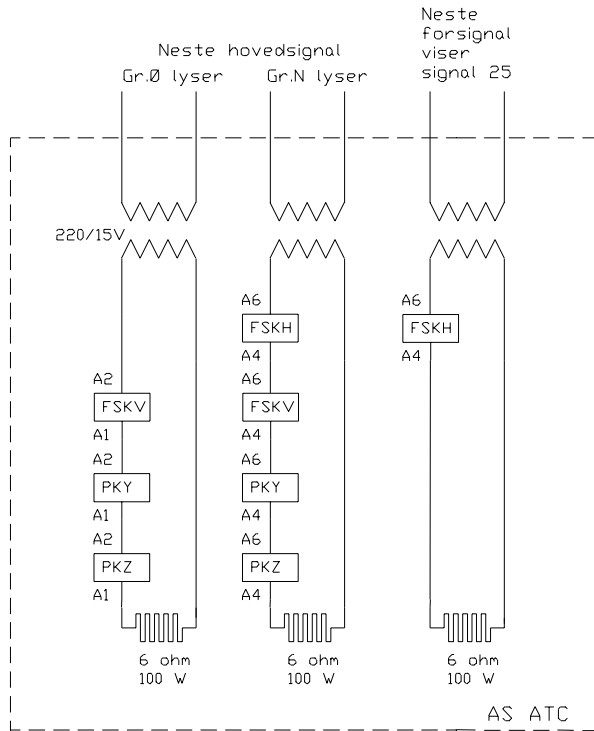 Neste
forsignal
viser
signal 25
Neste hovedsignal
Gr.Ø lyser
Gr.N lyser
220/15V
A6
FSKH
A4
A6
FSKH
A4
A2
FSKV
A1
A6
FSKV
A4
A2
PKY
A1
A6
PKY
A4
A2
PKZ
A1
A6
PKZ
A4
6 ohm
100 W
6 ohm
100 W
6 ohm
100 W
AS ATC